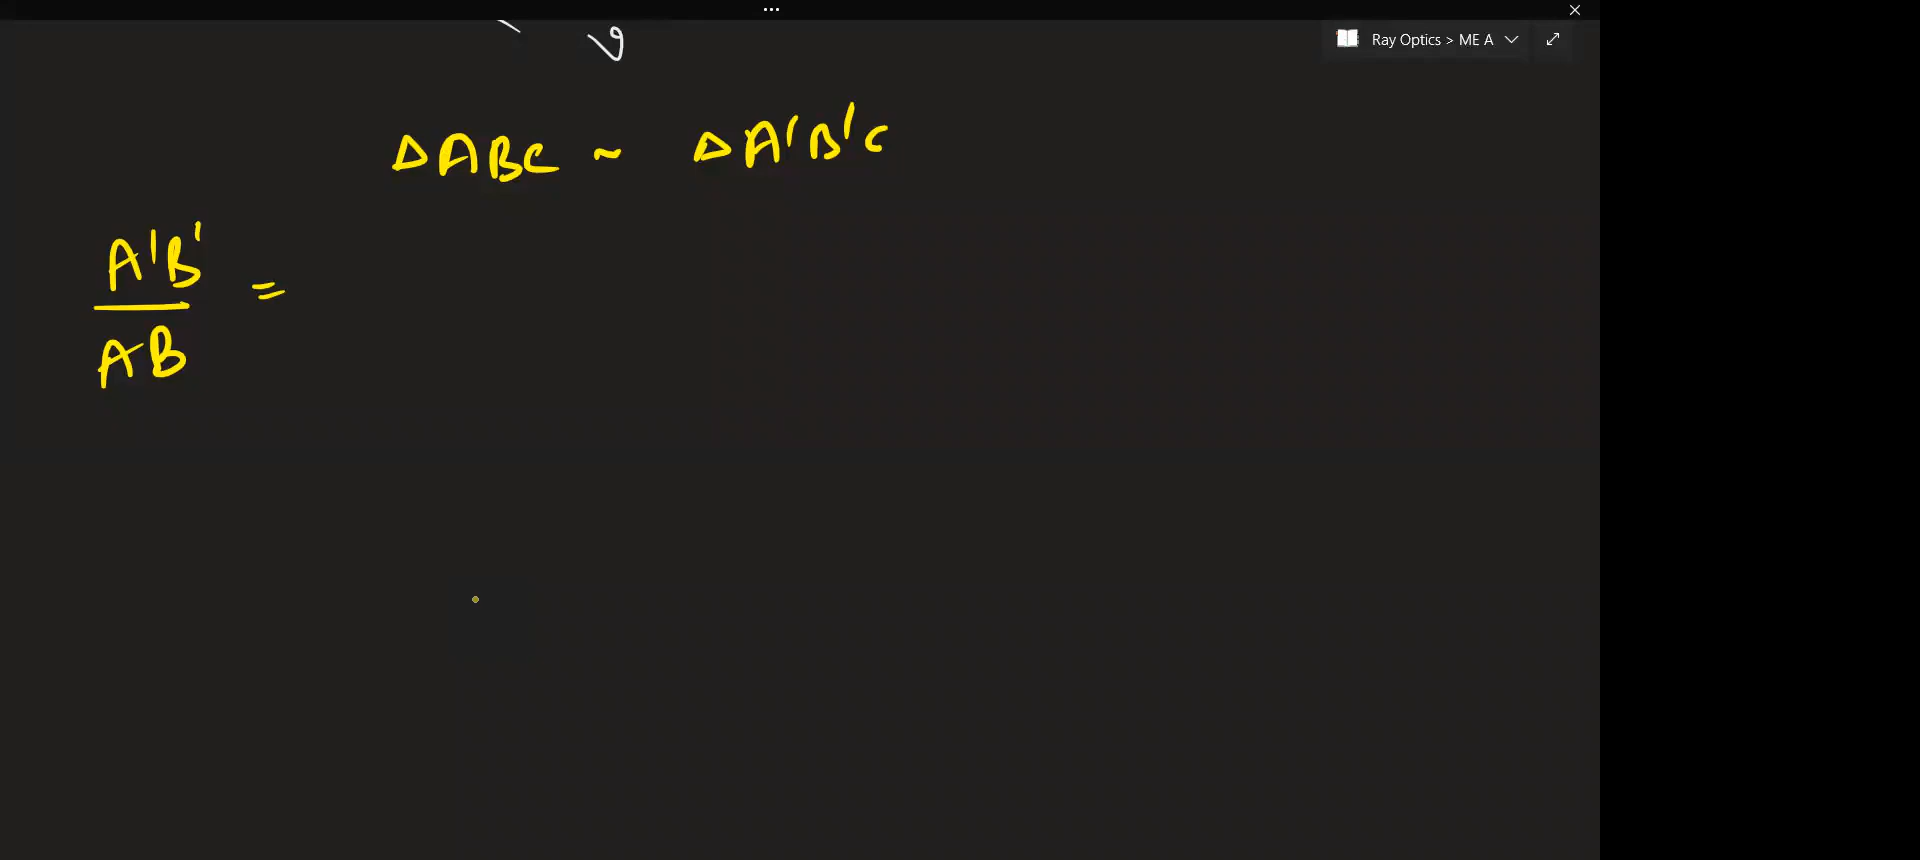 Ray Optics > ME A
ΔABC ~ ΔA'B'C
A'B'
AB
=